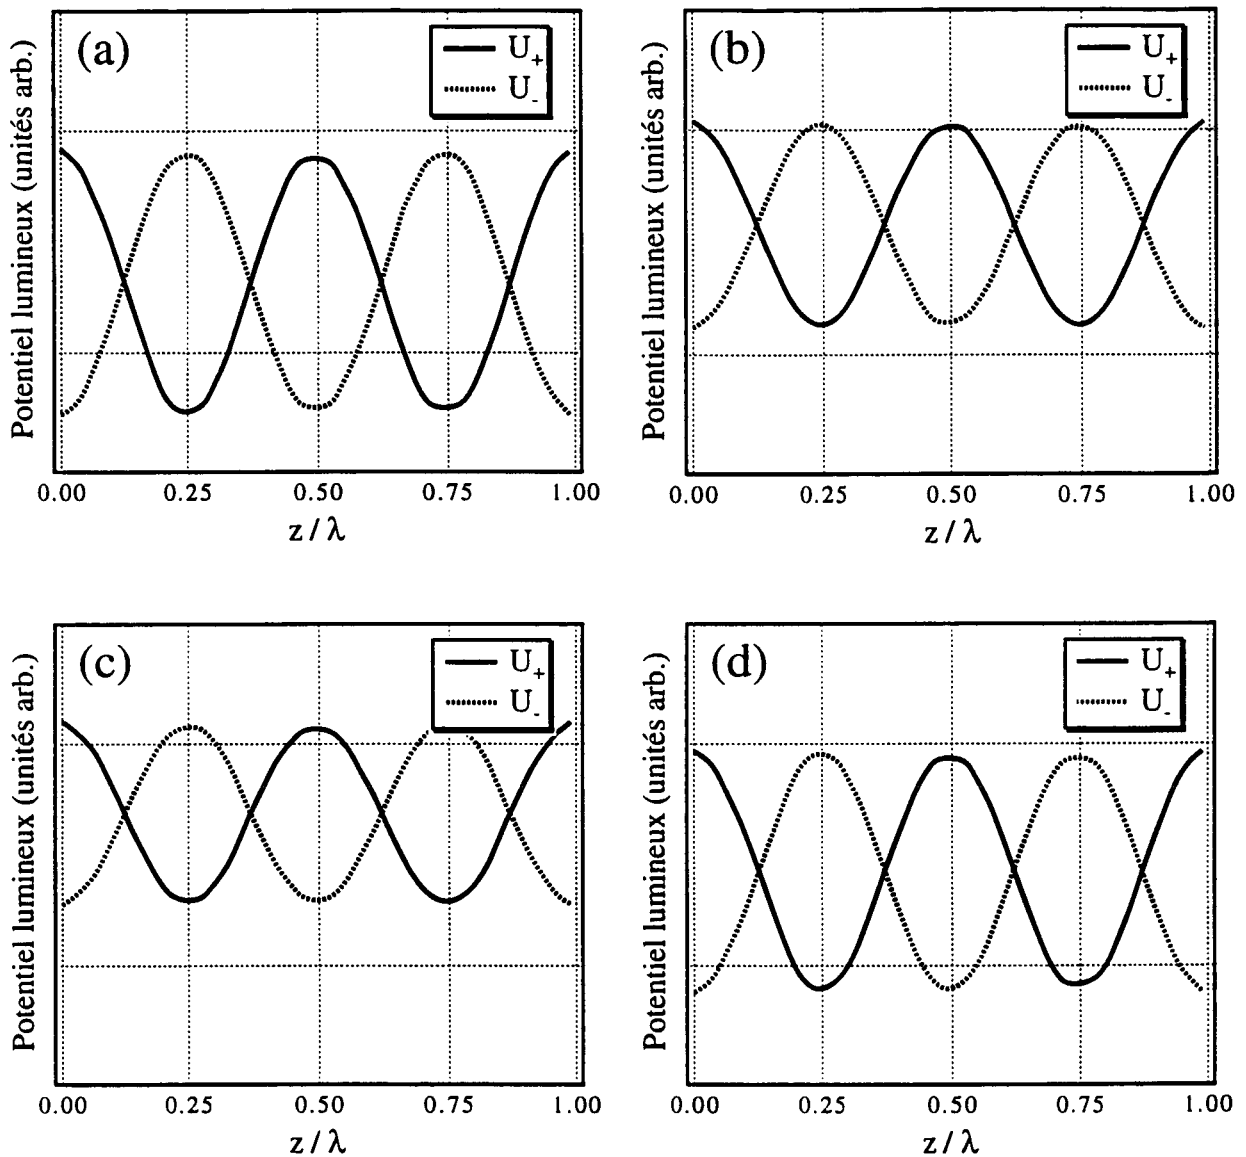 (a)
U+
U-
Potentiel lumineux (unités arb.)
0.00 0.25 0.50 0.75 1.00
z / λ
(b)
U+
U-
Potentiel lumineux (unités arb.)
0.00 0.25 0.50 0.75 1.00
z / λ
(c)
U+
U-
Potentiel lumineux (unités arb.)
0.00 0.25 0.50 0.75 1.00
z / λ
(d)
U+
U-
Potentiel lumineux (unités arb.)
0.00 0.25 0.50 0.75 1.00
z / λ